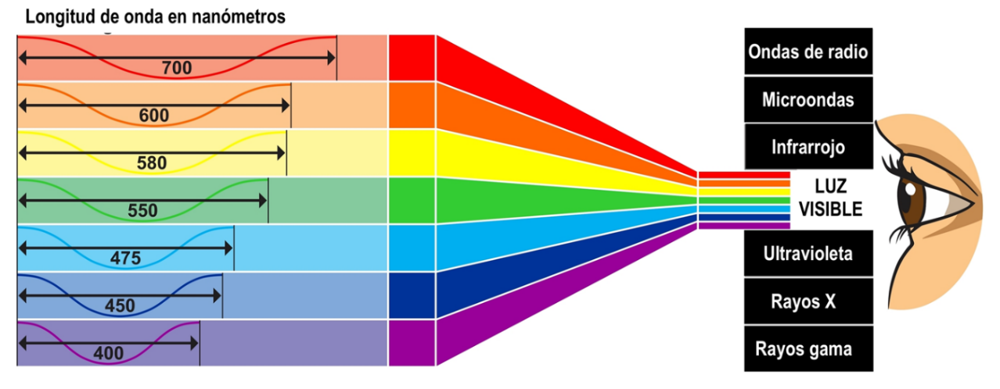 Longitud de onda en nanómetros
700
600
580
550
475
450
400
Ondas de radio
Microondas
Infrarrojo
LUZ
VISIBLE
Ultravioleta
Rayos X
Rayos gama